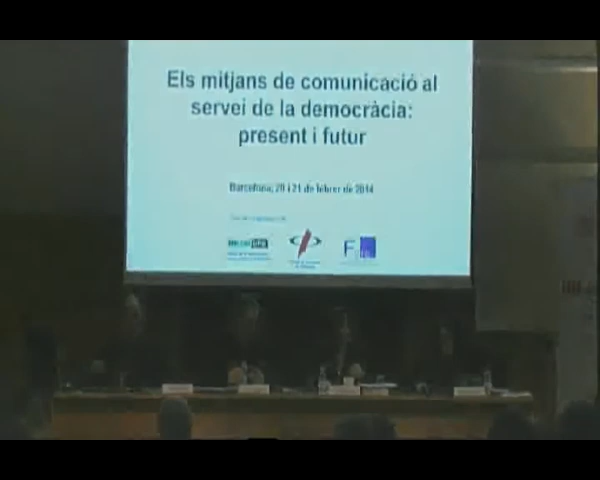 Els mitjans de comunicació al
servei de la democràcia:
present i futur
Barcelona, 20 i 21 de febrer de 2014